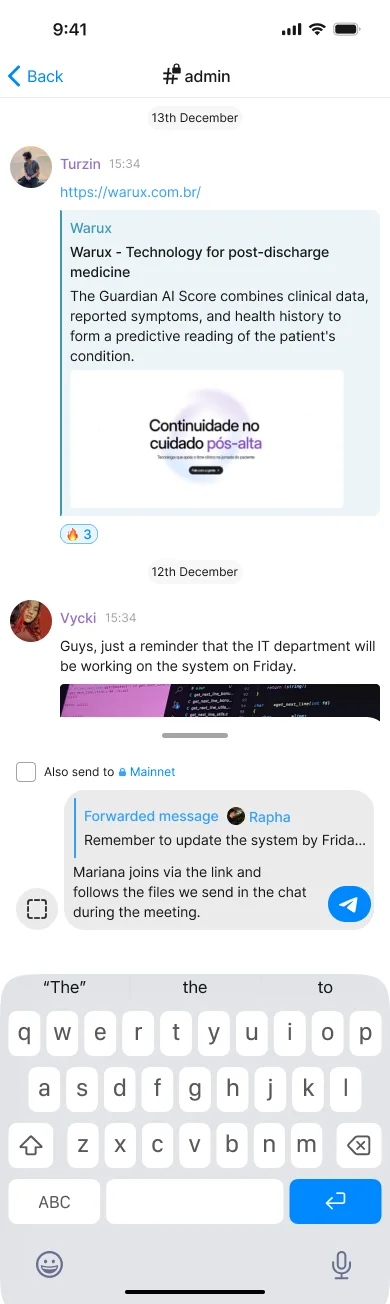 9:41
Back
# admin
13th December
Turzin 15:34
https://warux.com.br/
Warux
Warux - Technology for post-discharge
medicine
The Guardian AI Score combines clinical data,
reported symptoms, and health history to
form a predictive reading of the patient's
condition.
Continuidade no
cuidado pós-alta
🔥 3
12th December
Vycki 15:34
Guys, just a reminder that the IT department will
be working on the system on Friday.
Also send to Mainnet
Forwarded message Rapha
Remember to update the system by Frida...
Mariana joins via the link and
follows the files we send in the chat
during the meeting.
“The” the to
q w e r t y u i o p
a s d f g h j k l
z x c v b n m
ABC